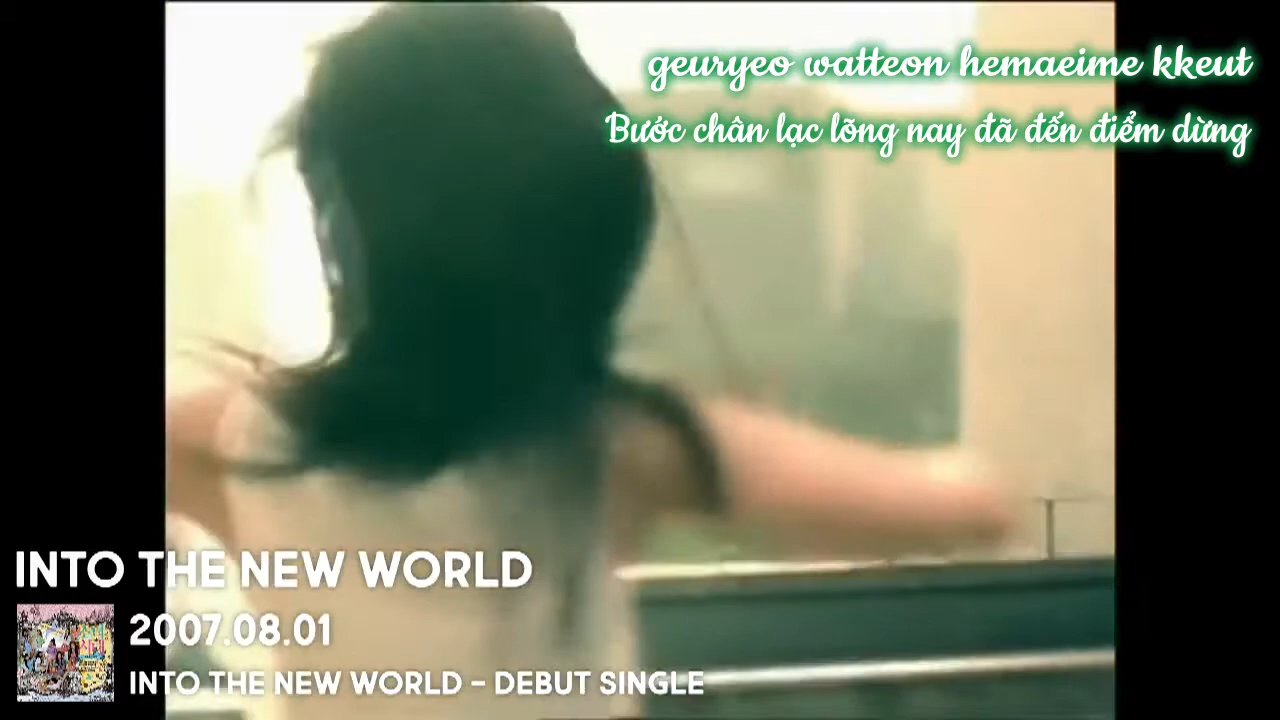 geuryeo watteon hemaeime kkeut
Bước chân lạc lõng nay đã đến điểm dừng
INTO THE NEW WORLD
2007.08.01
INTO THE NEW WORLD - DEBUT SINGLE